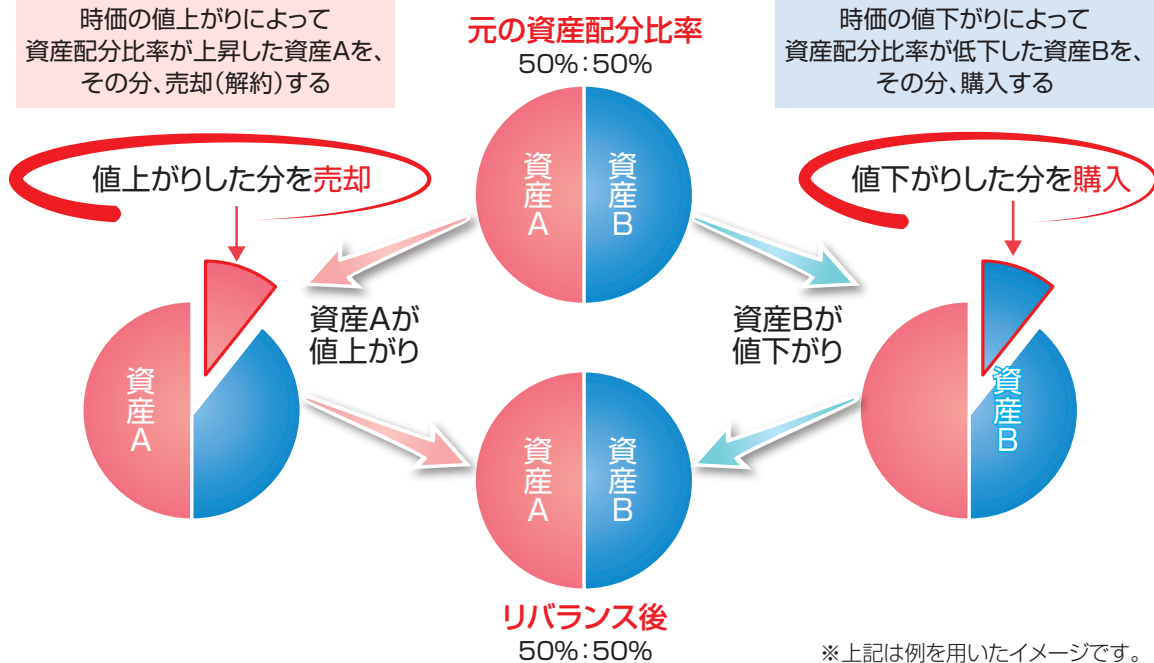 時価の値上がりによって
資産配分比率が上昇した資産Aを、
その分、売却(解約)する
元の資産配分比率
50%:50%
時価の値下がりによって
資産配分比率が低下した資産Bを、
その分、購入する
値上がりした分を売却
値下がりした分を購入
資産A
資産B
資産Aが
値上がり
資産Bが
値下がり
資産A
資産B
資産A
資産B
リバランス後
50%:50%
※上記は例を用いたイメージです。